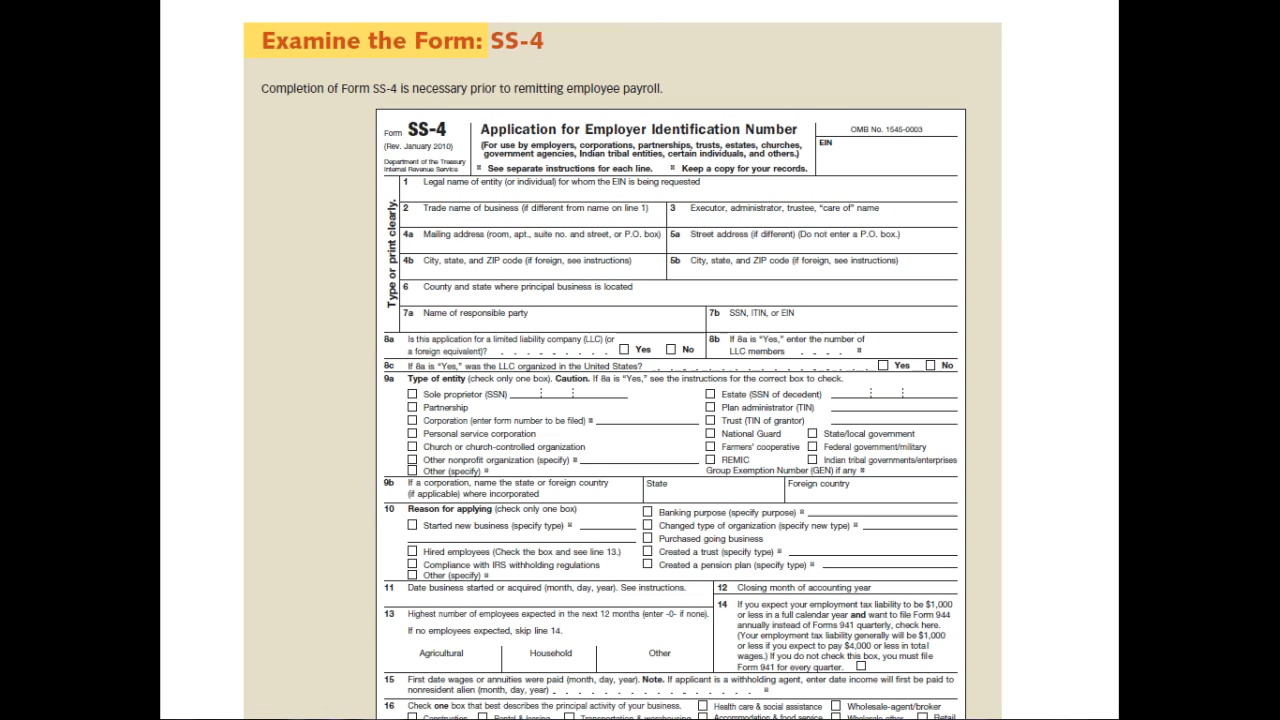 Examine the Form: SS-4
Completion of Form SS-4 is necessary prior to remitting employee payroll.
Form SS-4
(Rev. January 2010)
Department of the Treasury
Internal Revenue Service
Application for Employer Identification Number
(For use by employers, corporations, partnerships, trusts, estates, churches,
government agencies, Indian tribal entities, certain individuals, and others.)
See separate instructions for each line. Keep a copy for your records.
OMB No. 1545-0003
EIN
Type or print clearly.
1 Legal name of entity (or individual) for whom the EIN is being requested
2 Trade name of business (if different from name on line 1)
3 Executor, administrator, trustee, “care of” name
4a Mailing address (room, apt., suite no. and street, or P.O. box)
5a Street address (if different) (Do not enter a P.O. box.)
4b City, state, and ZIP code (if foreign, see instructions)
5b City, state, and ZIP code (if foreign, see instructions)
6 County and state where principal business is located
7a Name of responsible party
7b SSN, ITIN, or EIN
8a Is this application for a limited liability company (LLC) (or
a foreign equivalent)? . . . . . . . . . Yes No
8b If 8a is “Yes,” enter the number of
LLC members . . . .
8c If 8a is “Yes,” was the LLC organized in the United States? . . . . . . . . . . . . . . . Yes No
9a Type of entity (check only one box). Caution. If 8a is “Yes,” see the instructions for the correct box to check.
Sole proprietor (SSN)
Estate (SSN of decedent)
Partnership
Plan administrator (TIN)
Corporation (enter form number to be filed)
Trust (TIN of grantor)
Personal service corporation
National Guard State/local government
Church or church-controlled organization
Farmers’ cooperative Federal government/military
Other nonprofit organization (specify)
REMIC Indian tribal governments/enterprises
Other (specify)
Group Exemption Number (GEN) if any
9b If a corporation, name the state or foreign country
(if applicable) where incorporated
State
Foreign country
10 Reason for applying (check only one box)
Banking purpose (specify purpose)
Started new business (specify type)
Changed type of organization (specify new type)
Purchased going business
Hired employees (Check the box and see line 13.)
Created a trust (specify type)
Compliance with IRS withholding regulations
Created a pension plan (specify type)
Other (specify)
11 Date business started or acquired (month, day, year). See instructions.
12 Closing month of accounting year
13 Highest number of employees expected in the next 12 months (enter -0- if none).
If no employees expected, skip line 14.
Agricultural Household Other
14 If you expect your employment tax liability to be $1,000
or less in a full calendar year and want to file Form 944
annually instead of Forms 941 quarterly, check here.
(Your employment tax liability generally will be $1,000
or less if you expect to pay $4,000 or less in total
wages.) If you do not check this box, you must file
Form 941 for every quarter.
15 First date wages or annuities were paid (month, day, year). Note. If applicant is a withholding agent, enter date income will first be paid to
nonresident alien (month, day, year) . . . . . . . . . . . . . . . .
16 Check one box that best describes the principal activity of your business.
Health care & social assistance Wholesale-agent/broker
Construction Rental & leasing Transportation & warehousing Accommodation & food service Wholesale-other Retail